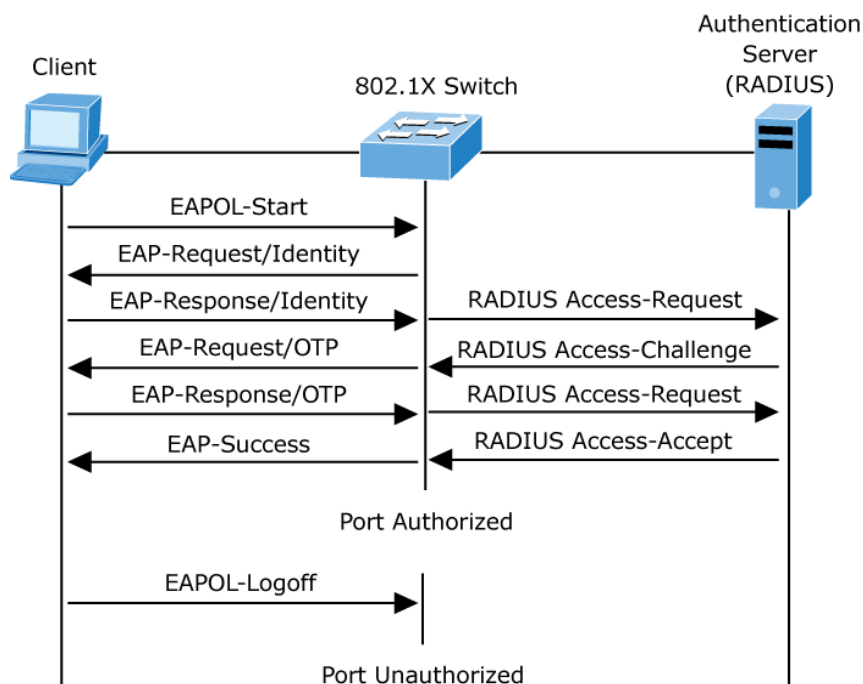 Authentication
Server
(RADIUS)
Client
802.1X Switch
EAPOL-Start
EAP-Request/Identity
EAP-Response/Identity
RADIUS Access-Request
EAP-Request/OTP
RADIUS Access-Challenge
EAP-Response/OTP
RADIUS Access-Request
EAP-Success
RADIUS Access-Accept
Port Authorized
EAPOL-Logoff
Port Unauthorized